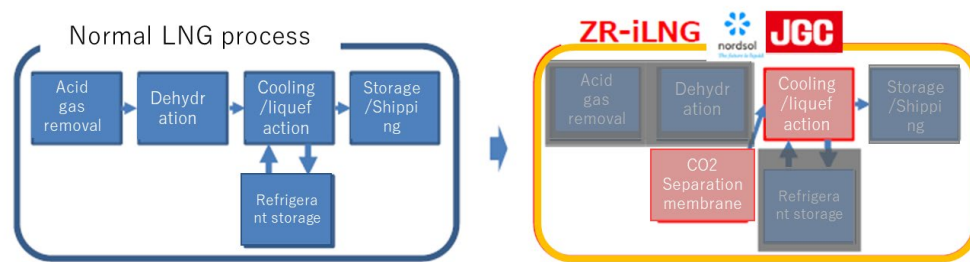 Normal LNG process
Acid
gas
removal
Dehydr
ation
Cooling
/liquef
action
Storage
/Shippi
ng
Refrigera
nt storage
ZR-iLNG
nordsol
The future is liquid
JGC
Acid
gas
removal
Dehydr
ation
Cooling
/liquef
action
Storage
/Shippi
ng
CO2
Separation
membrane
Refrigera
nt storage